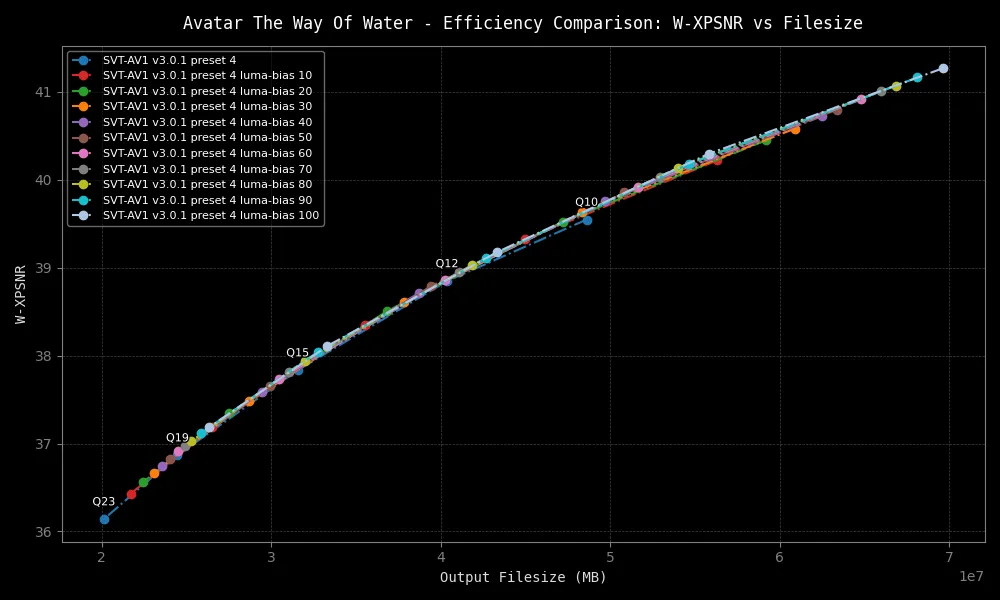 Avatar The Way Of Water - Efficiency Comparison: W-XPSNR vs Filesize
SVT-AV1 v3.0.1 preset 4
SVT-AV1 v3.0.1 preset 4 luma-bias 10
SVT-AV1 v3.0.1 preset 4 luma-bias 20
SVT-AV1 v3.0.1 preset 4 luma-bias 30
SVT-AV1 v3.0.1 preset 4 luma-bias 40
SVT-AV1 v3.0.1 preset 4 luma-bias 50
SVT-AV1 v3.0.1 preset 4 luma-bias 60
SVT-AV1 v3.0.1 preset 4 luma-bias 70
SVT-AV1 v3.0.1 preset 4 luma-bias 80
SVT-AV1 v3.0.1 preset 4 luma-bias 90
SVT-AV1 v3.0.1 preset 4 luma-bias 100
41
40
39
38
37
36
W-XPSNR
Q10
Q12
Q15
Q19
Q23
2 3 4 5 6 7
1e7
Output Filesize (MB)